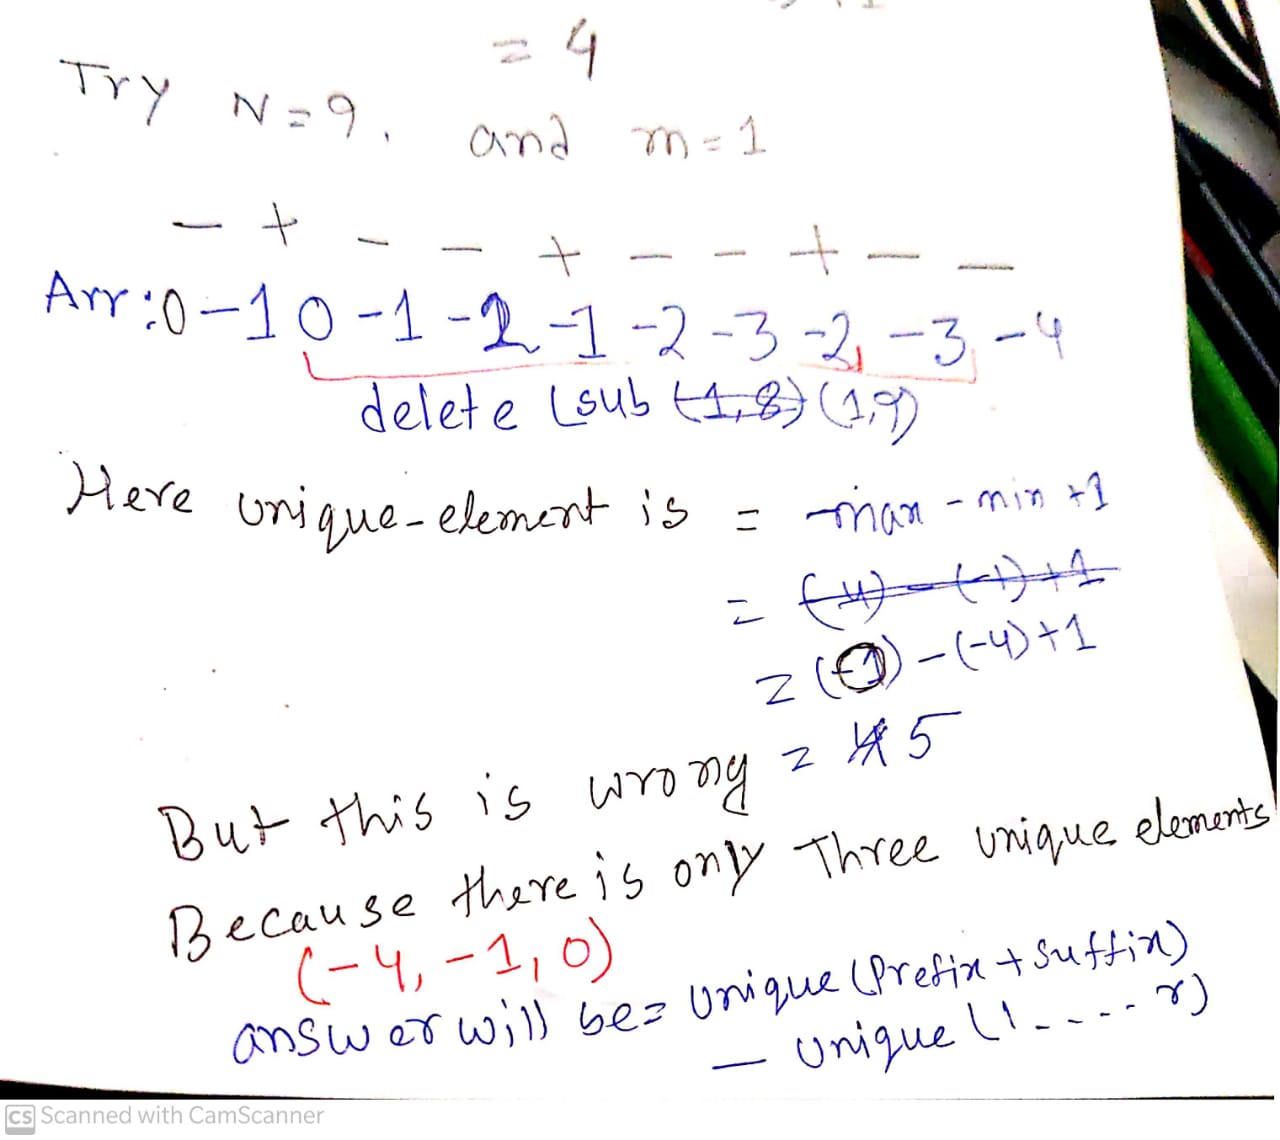 = 4
Try N=9, and m=1
- + - - + - - + - -
Arr: 0 -1 0 -1 -2 -1 -2 -3 -2, -3, -4
delete (sub (1,8) (1,9)
Here unique-element is = max - min +1
= (-4) - (-1) +1
= (-1) - (-4) +1
= 4 5
But this is wrong
Because there is only Three unique elements
(-4, -1, 0)
answer will be = unique (Prefix + suffix)
- unique (l ---- r)
CS Scanned with CamScanner